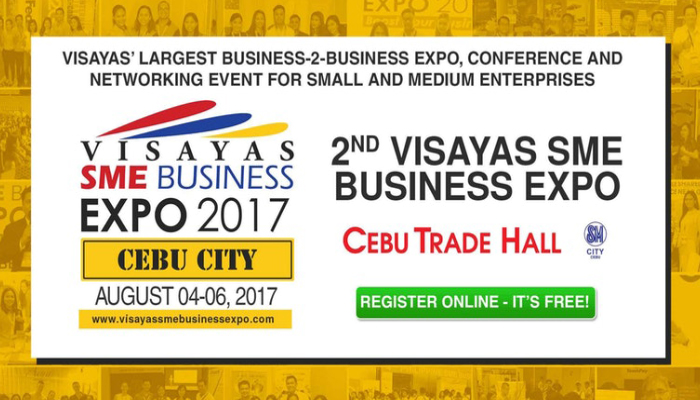 VISAYAS' LARGEST BUSINESS-2-BUSINESS EXPO, CONFERENCE AND
NETWORKING EVENT FOR SMALL AND MEDIUM ENTERPRISES
VISAYAS
SME BUSINESS
EXPO 2017
CEBU CITY
AUGUST 04-06, 2017
www.visayassmebusinessexpo.com
2ND VISAYAS SME
BUSINESS EXPO
CEBU TRADE HALL
SM
CITY
CEBU
REGISTER ONLINE - IT'S FREE!